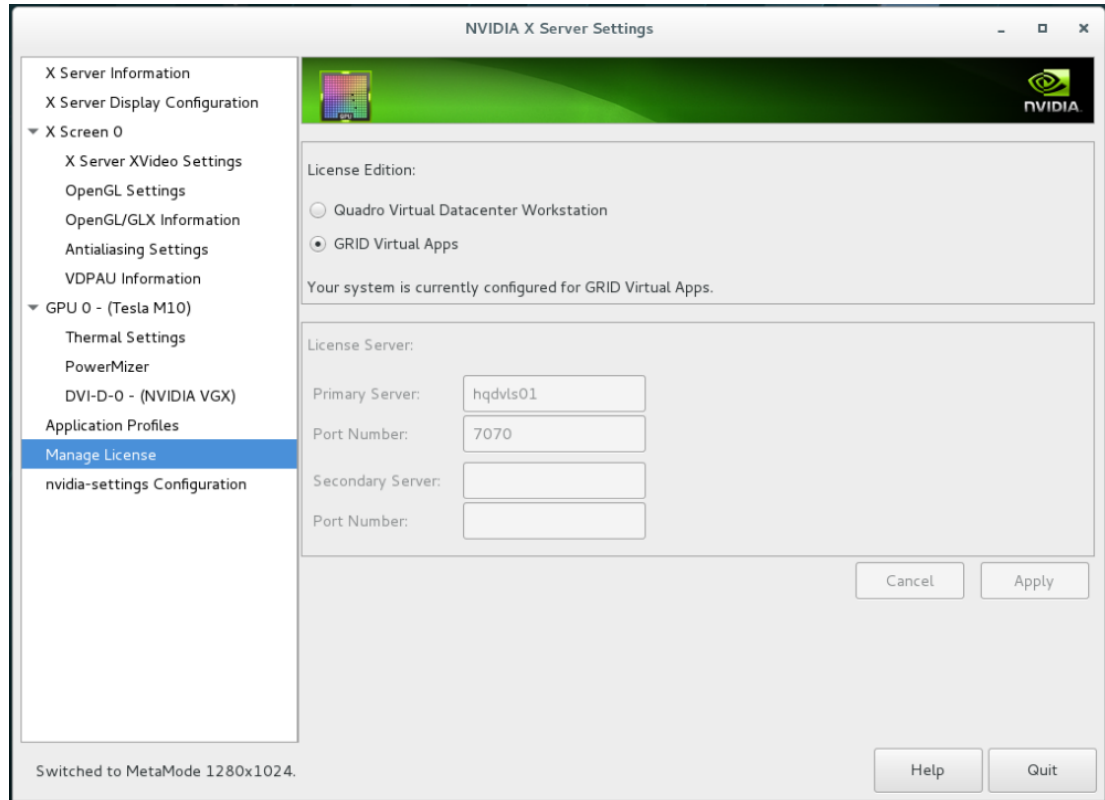 NVIDIA X Server Settings
X Server Information
X Server Display Configuration
X Screen 0
X Server XVideo Settings
OpenGL Settings
OpenGL/GLX Information
Antialiasing Settings
VDPAU Information
GPU 0 - (Tesla M10)
Thermal Settings
PowerMizer
DVI-D-0 - (NVIDIA VGX)
Application Profiles
Manage License
nvidia-settings Configuration
GPU
NVIDIA.
License Edition:
Quadro Virtual Datacenter Workstation
GRID Virtual Apps
Your system is currently configured for GRID Virtual Apps.
License Server:
Primary Server: hqdvls01
Port Number: 7070
Secondary Server:
Port Number:
Cancel Apply
Switched to MetaMode 1280x1024.
Help Quit